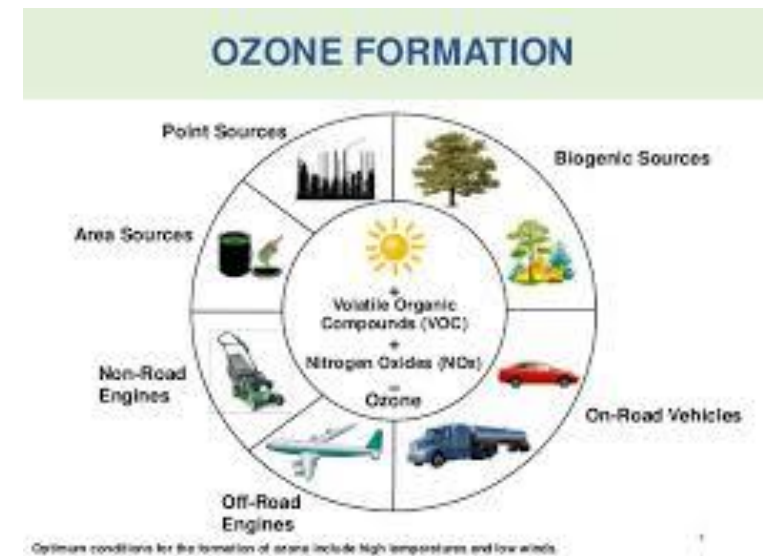 OZONE FORMATION
Point Sources
Biogenic Sources
Area Sources
+
Volatile Organic
Compounds (VOC)
+
Nitrogen Oxides (NOx)
=
Ozone
Non-Road
Engines
On-Road Vehicles
Off-Road
Engines
Optimum conditions for the formation of ozone include high temperatures and low winds.